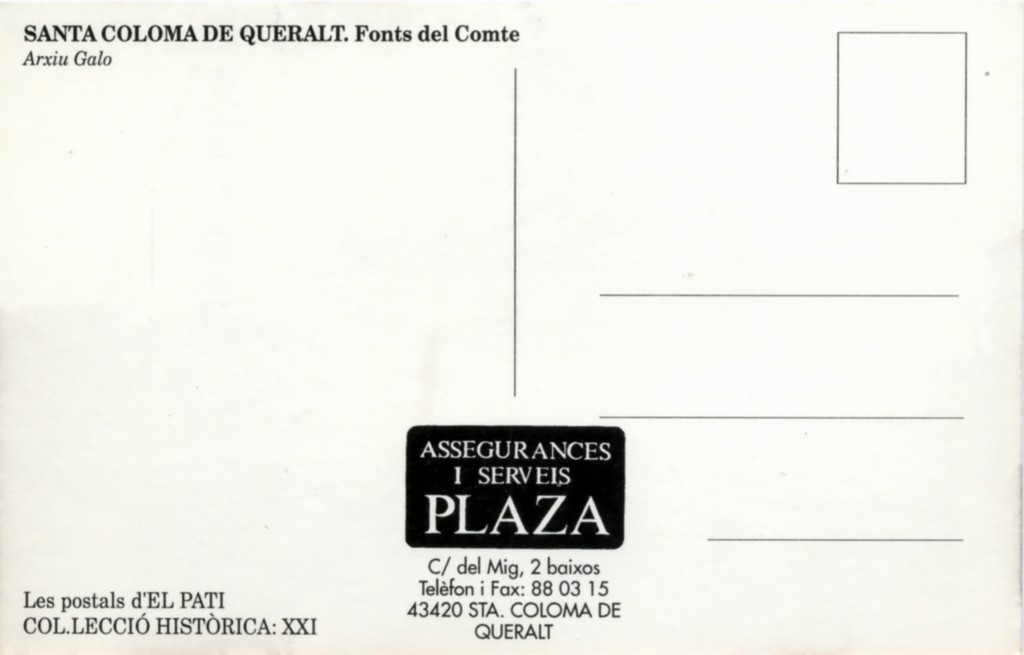 SANTA COLOMA DE QUERALT. Fonts del Comte
Arxiu Galo
ASSEGURANCES
I SERVEIS
PLAZA
C/ del Mig, 2 baixos
Telèfon i Fax: 88 03 15
43420 STA. COLOMA DE
QUERALT
Les postals d'EL PATI
COL.LECCIÓ HISTÒRICA: XXI